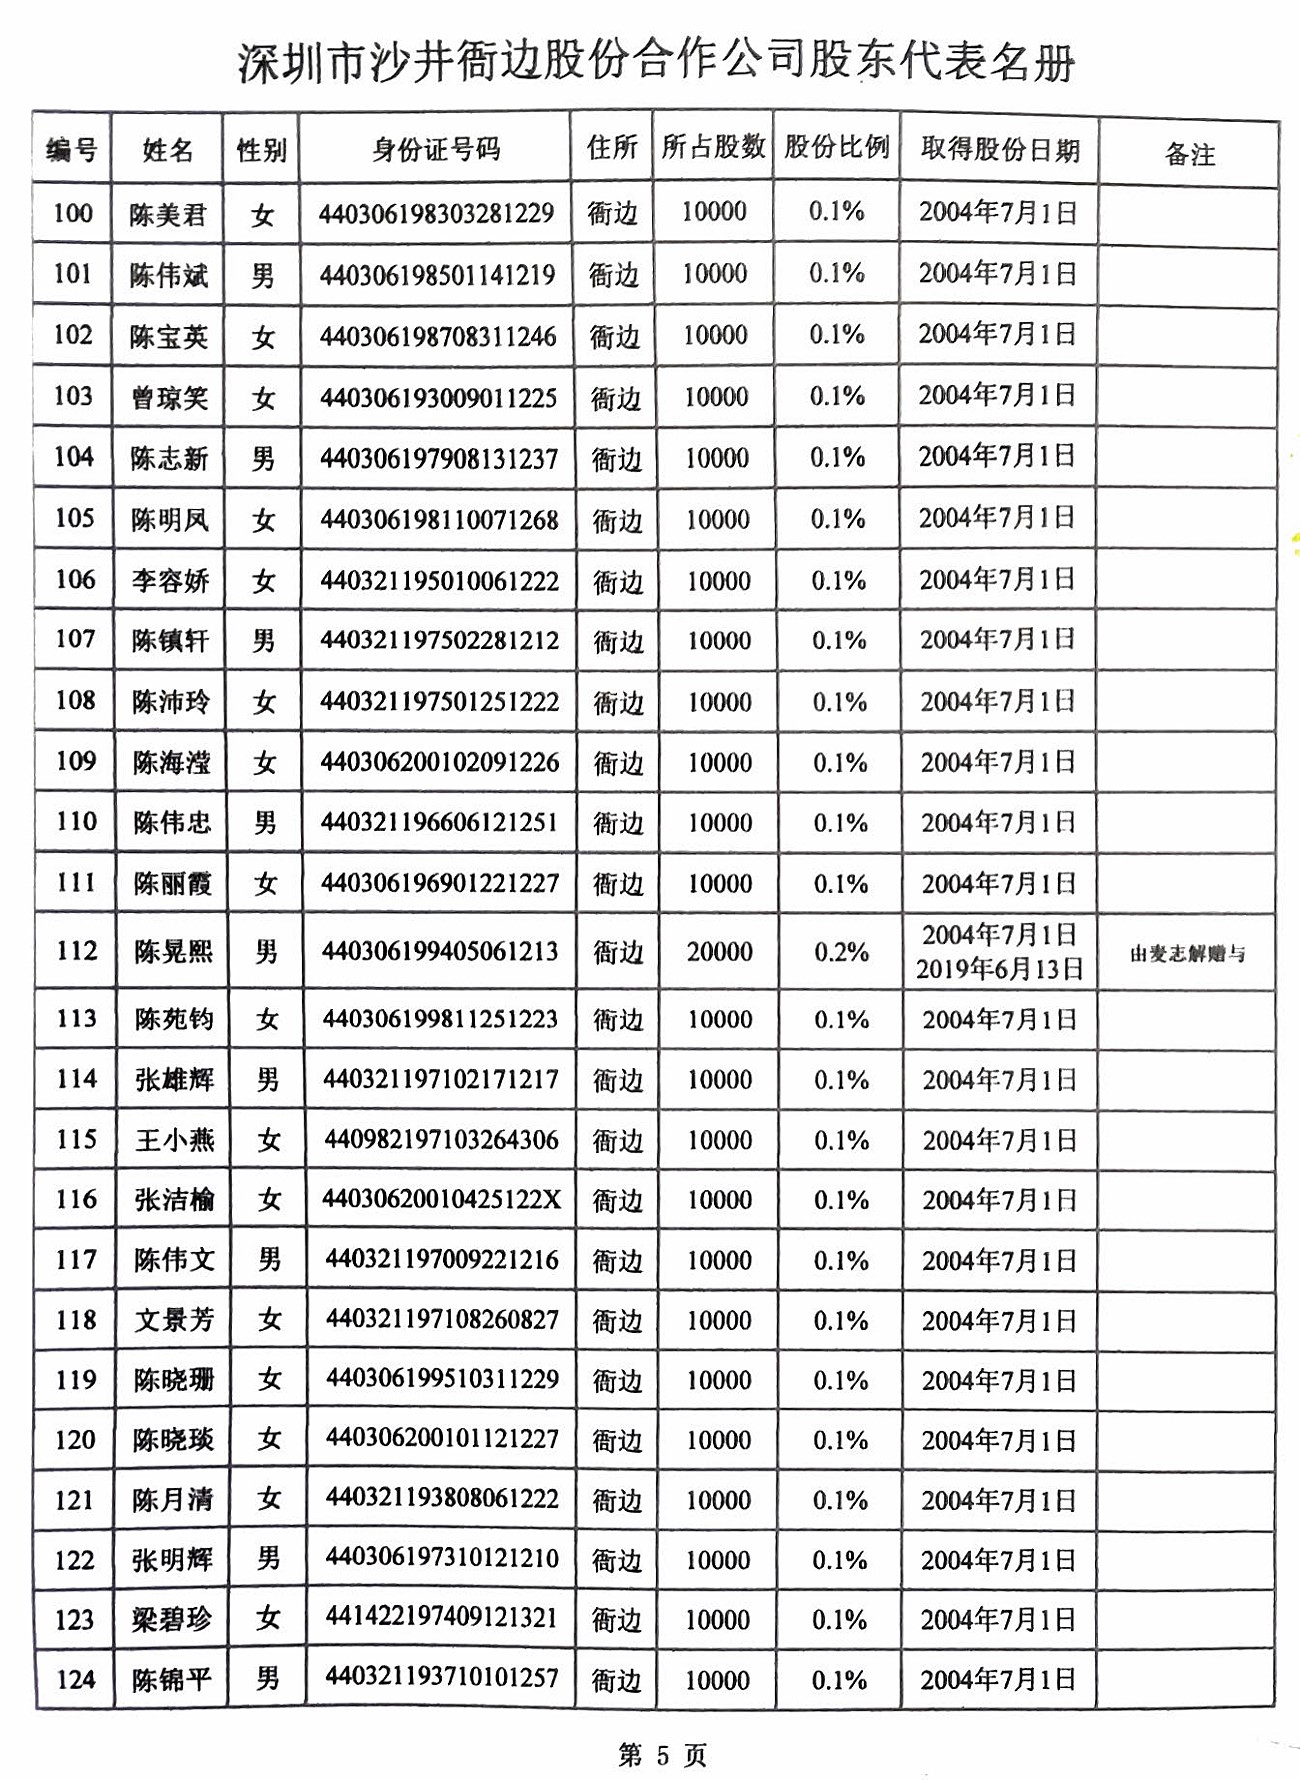 深圳市沙井衙边股份合作公司股东代表名册
编号 姓名 性别 身份证号码 住所 所占股数 股份比例 取得股份日期 备注
100 陈美君 女 440306198303281229 衙边 10000 0.1% 2004年7月1日
101 陈伟斌 男 440306198501141219 衙边 10000 0.1% 2004年7月1日
102 陈宝英 女 440306198708311246 衙边 10000 0.1% 2004年7月1日
103 曾琼笑 女 440306193009011225 衙边 10000 0.1% 2004年7月1日
104 陈志新 男 440306197908131237 衙边 10000 0.1% 2004年7月1日
105 陈明凤 女 440306198110071268 衙边 10000 0.1% 2004年7月1日
106 李容娇 女 440321195010061222 衙边 10000 0.1% 2004年7月1日
107 陈镇轩 男 440321197502281212 衙边 10000 0.1% 2004年7月1日
108 陈沛玲 女 440321197501251222 衙边 10000 0.1% 2004年7月1日
109 陈海滢 女 440306200102091226 衙边 10000 0.1% 2004年7月1日
110 陈伟忠 男 440321196606121251 衙边 10000 0.1% 2004年7月1日
111 陈丽霞 女 440306196901221227 衙边 10000 0.1% 2004年7月1日
112 陈晃熙 男 440306199405061213 衙边 20000 0.2% 2004年7月1日 由麦志解赠与
2019年6月13日
113 陈苑钧 女 440306199811251223 衙边 10000 0.1% 2004年7月1日
114 张雄辉 男 440321197102171217 衙边 10000 0.1% 2004年7月1日
115 王小燕 女 440982197103264306 衙边 10000 0.1% 2004年7月1日
116 张洁榆 女 44030620010425122X 衙边 10000 0.1% 2004年7月1日
117 陈伟文 男 440321197009221216 衙边 10000 0.1% 2004年7月1日
118 文景芳 女 440321197108260827 衙边 10000 0.1% 2004年7月1日
119 陈晓珊 女 440306199510311229 衙边 10000 0.1% 2004年7月1日
120 陈晓琰 女 440306200101121227 衙边 10000 0.1% 2004年7月1日
121 陈月清 女 440321193808061222 衙边 10000 0.1% 2004年7月1日
122 张明辉 男 440306197310121210 衙边 10000 0.1% 2004年7月1日
123 梁碧珍 女 441422197409121321 衙边 10000 0.1% 2004年7月1日
124 陈锦平 男 440321193710101257 衙边 10000 0.1% 2004年7月1日
第 5 页